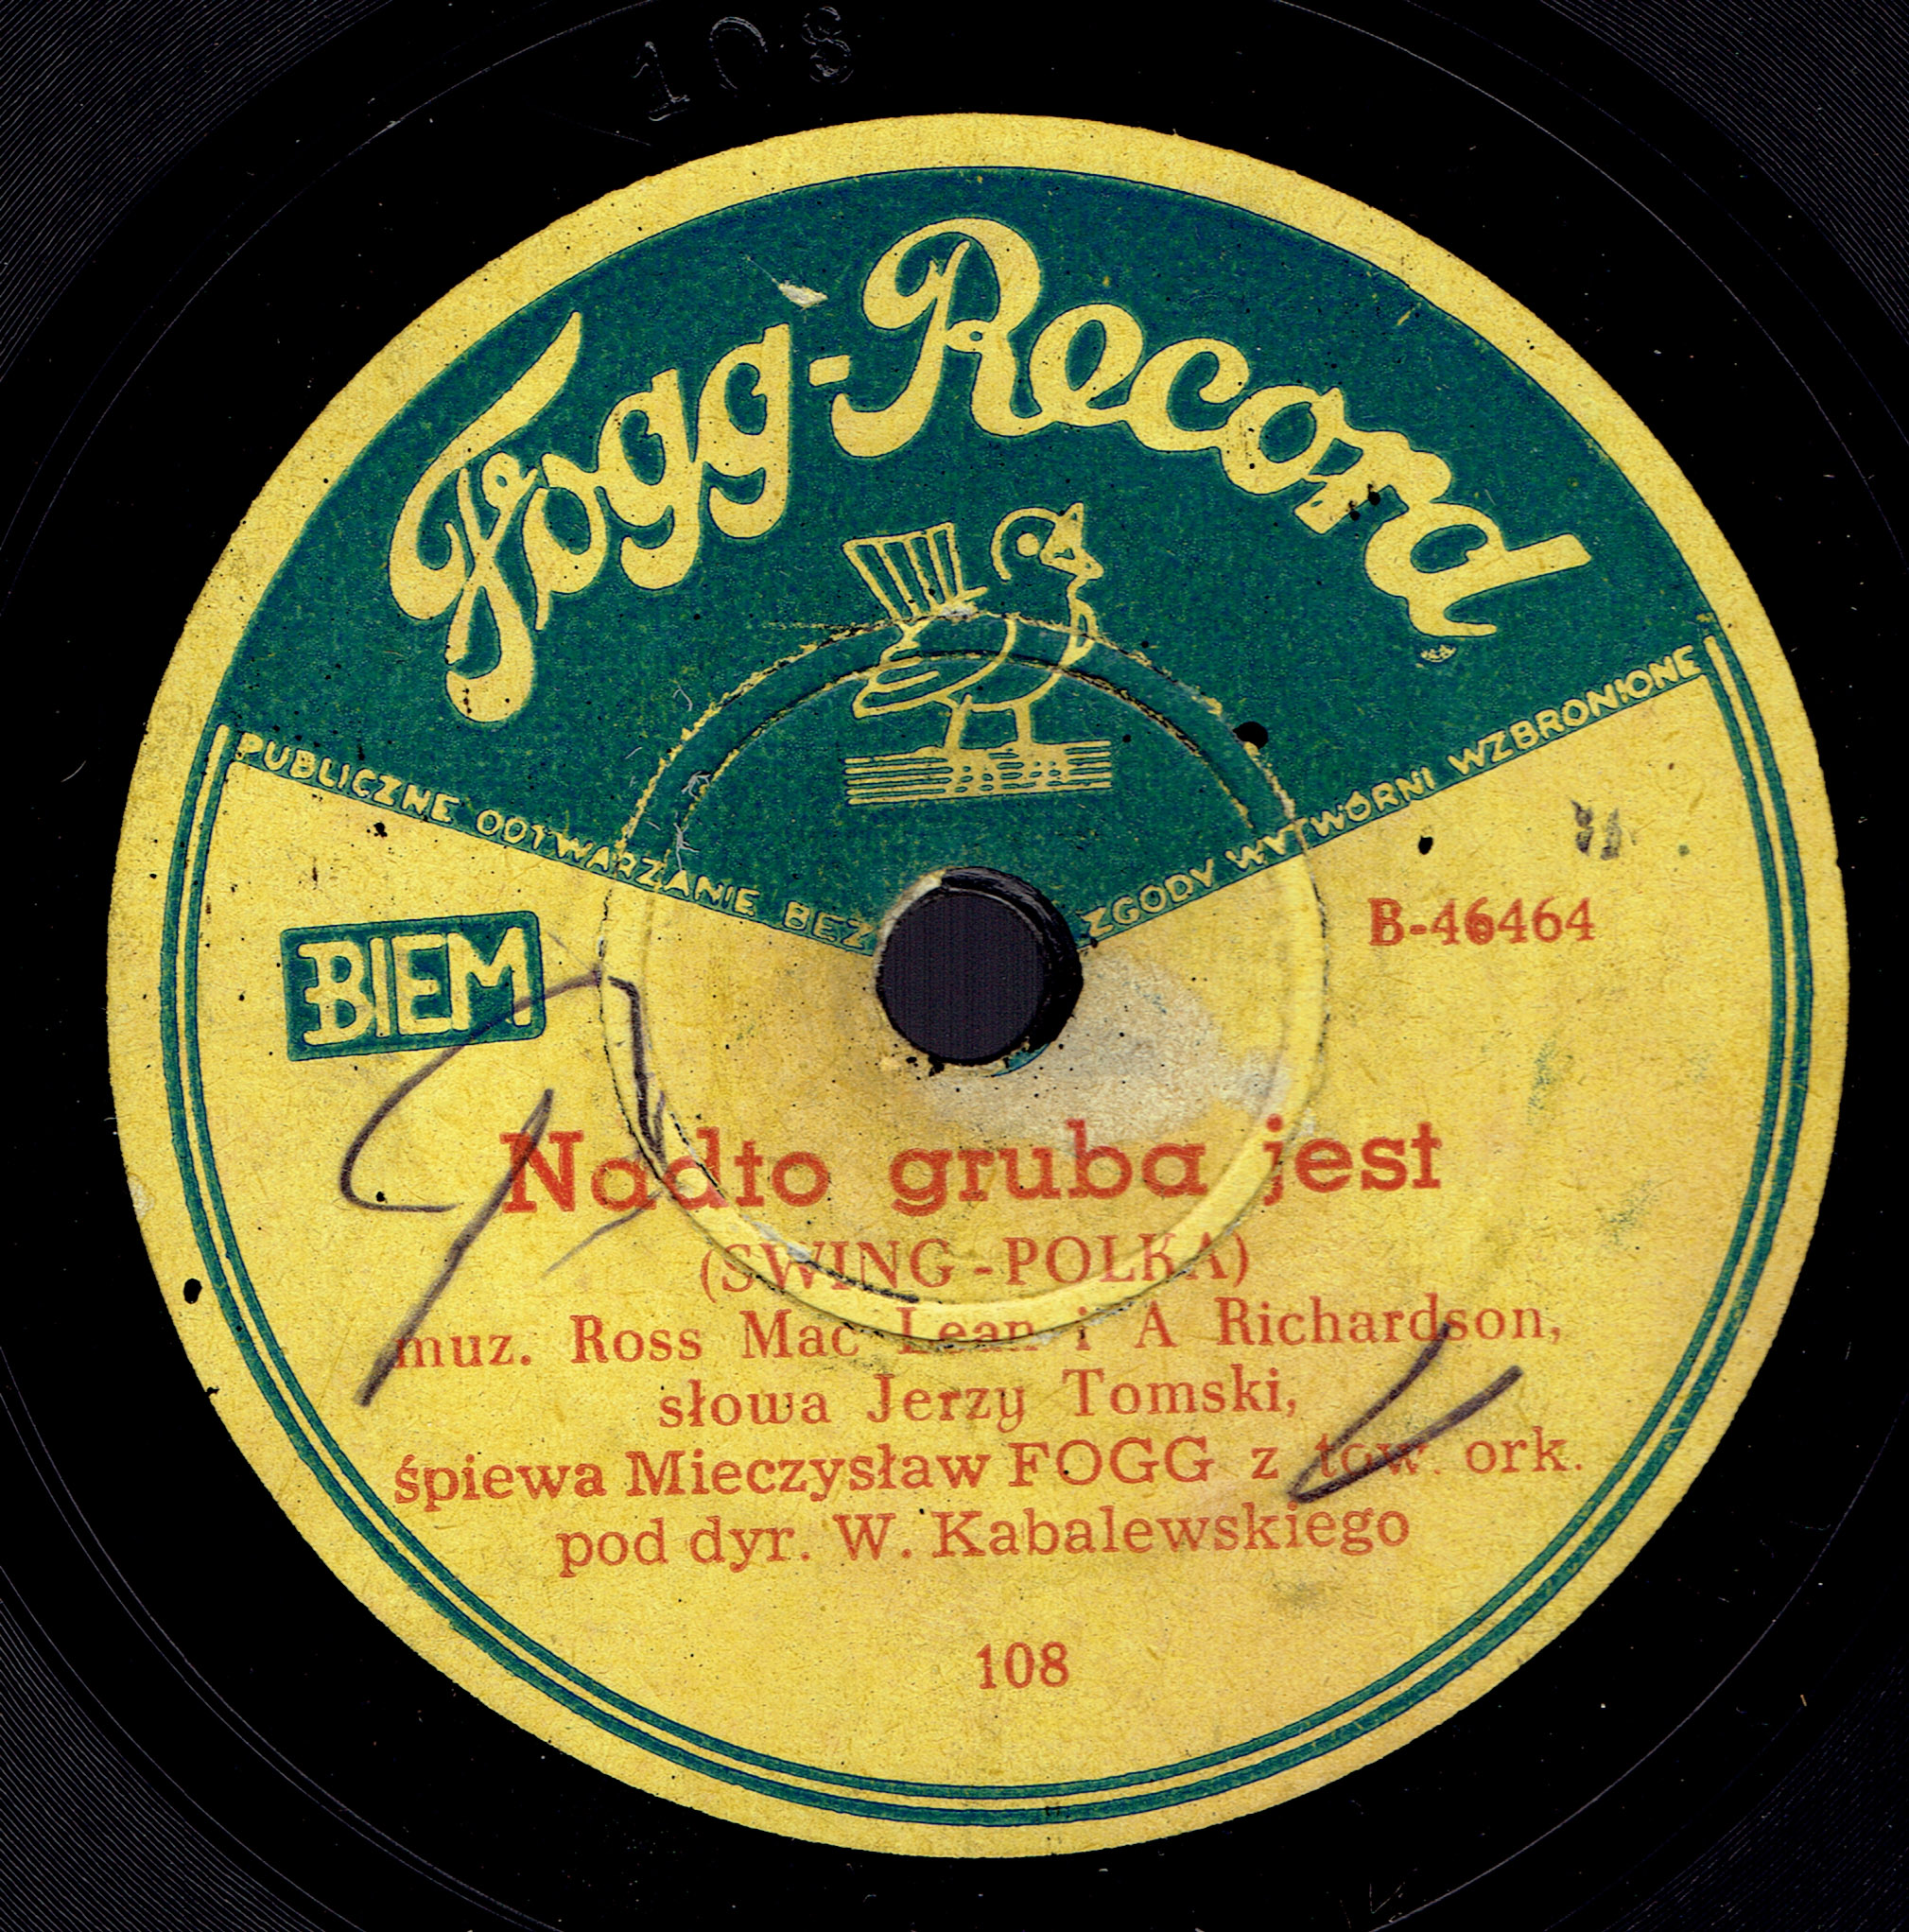 108
Fogg-Record
PUBLICZNE ODTWARZANIE BEZ ZGODY WYTWÓRNI WZBRONIONE
BIEM
B-46464
Nadto gruba jest
(SWING-POLKA)
muz. Ross Mac Lean i A Richardson,
słowa Jerzy Tomski,
śpiewa Mieczysław FOGG z tow. ork.
pod dyr. W. Kabalewskiego
108